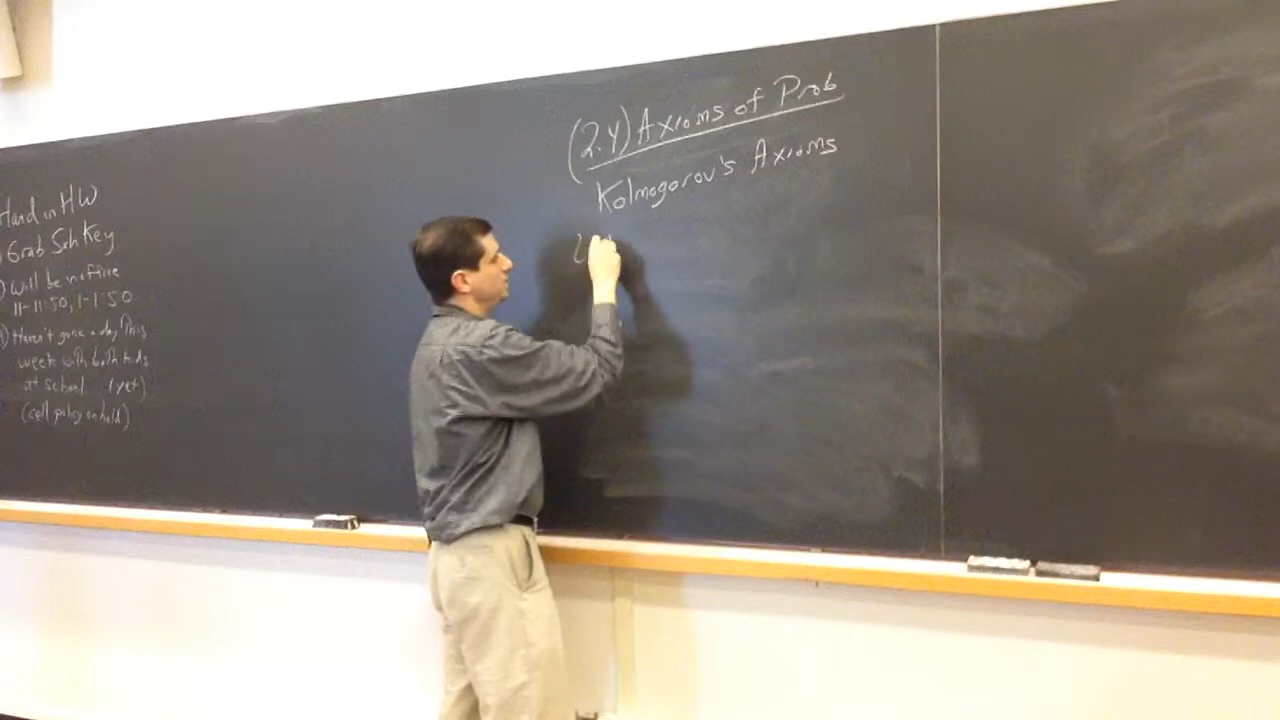 Hand in HW
Grab Soln Key
) Will be in office
11-11:50, 1-1:50
) Haven't gone a day this
week with both kids
at school. (yet)
(cell policy on hold)
(2.4) Axioms of Prob
Kolmogorov's Axioms